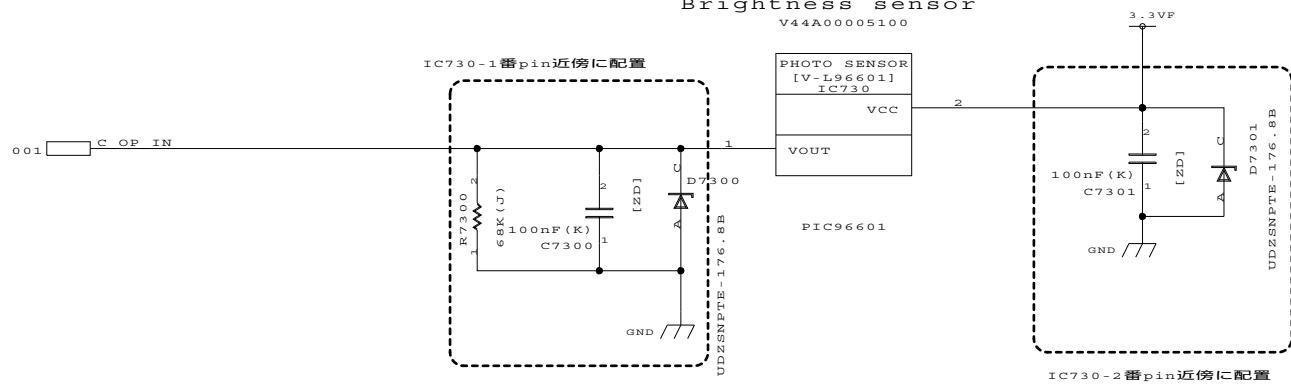 Brightness sensor
V44A00005100
3.3VF
IC730-1番pin近傍に配置
PHOTO SENSOR
[V-L96601]
IC730
VCC
2
001
C OP IN
1
VOUT
R7300
68K(J)
2
1
100nF(K)
C7300
2
1
[ZD]
C
D7300
A
UDZSNPTE-176.8B
GND
PIC96601
100nF(K)
C7301
2
1
[ZD]
C
A
D7301
UDZSNPTE-176.8B
GND
IC730-2番pin近傍に配置